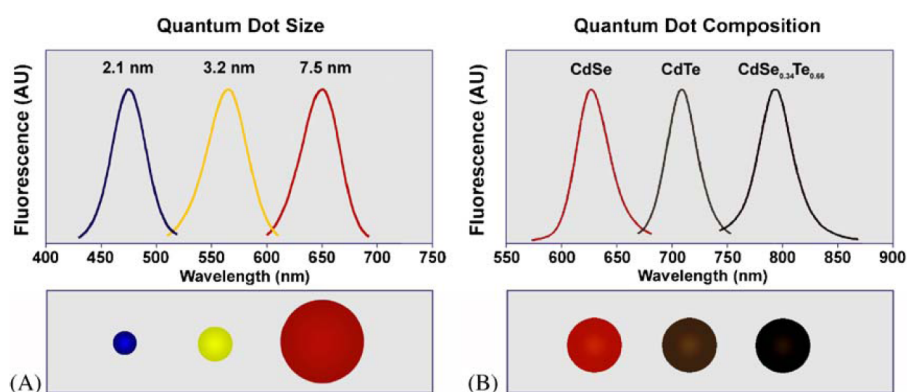 Quantum Dot Size
2.1 nm 3.2 nm 7.5 nm
Fluorescence (AU)
400 450 500 550 600 650 700 750
Wavelength (nm)
(A)
Quantum Dot Composition
CdSe CdTe CdSe₀.₃₄Te₀.₆₆
Fluorescence (AU)
550 600 650 700 750 800 850 900
Wavelength (nm)
(B)